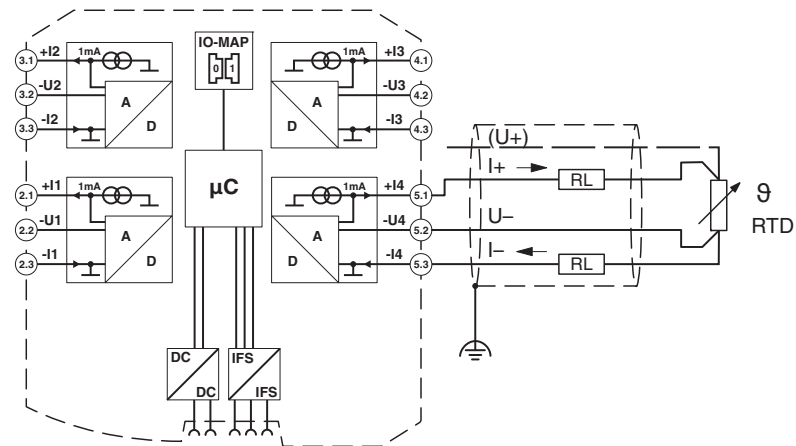 IO-MAP
0 1
3.1 +I2 1mA
3.2 -U2
3.3 -I2
A
D
1mA +I3 4.1
-U3 4.2
-I3 4.3
A
D
µC
2.1 +I1 1mA
2.2 -U1
2.3 -I1
A
D
1mA +I4 5.1
-U4 5.2
-I4 5.3
A
D
(U+)
I+
RL
U–
I–
RL
ϑ
RTD
DC
DC
IFS
IFS